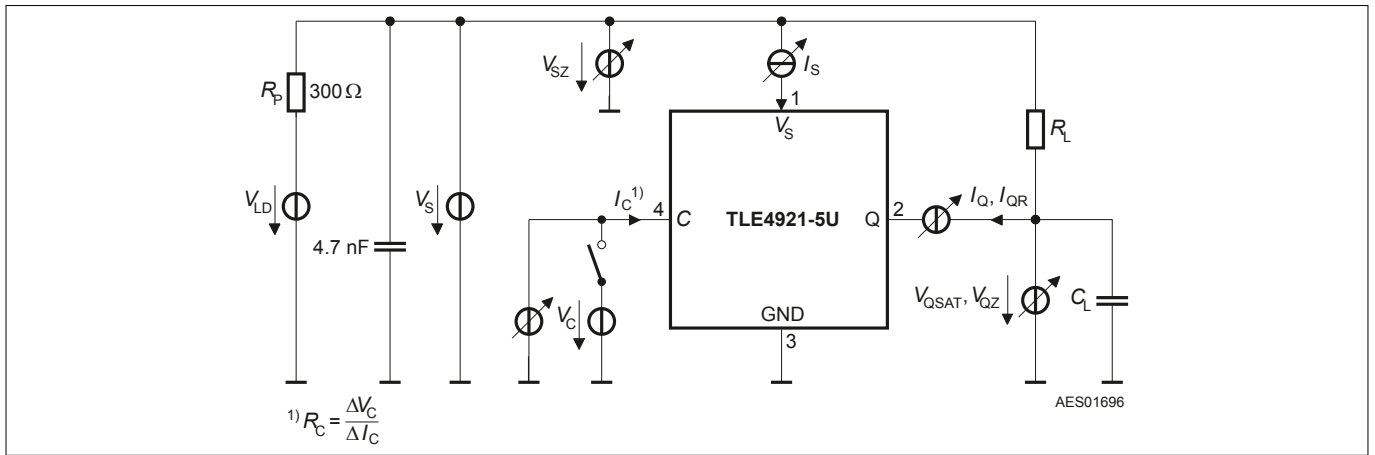 V_SZ
I_S
1
V_S
R_P 300 Ω
R_L
V_LD
V_S
I_C 1)
4 C
TLE4921-5U
Q 2
I_Q, I_QR
4.7 nF
V_C
V_QSAT, V_QZ
C_L
GND
3
AES01696
1) R_C = ΔV_C / ΔI_C